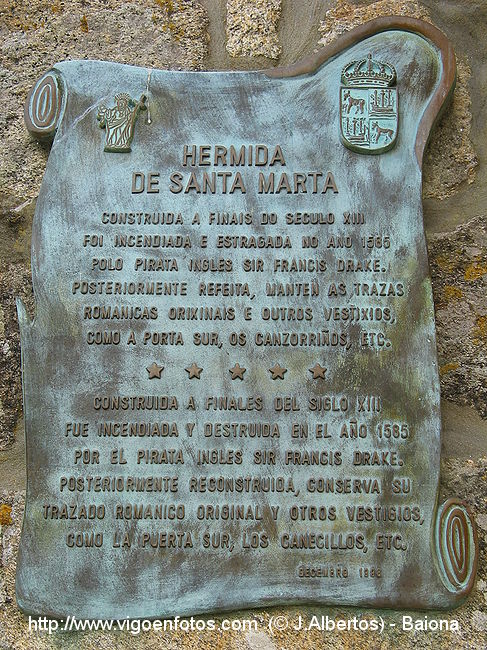 HERMIDA
DE SANTA MARTA
CONSTRUIDA A FINAIS DO SECULO XIII
FOI INCENDIADA E ESTRAGADA NO ANO 1585
POLO PIRATA INGLES SIR FRANCIS DRAKE.
POSTERIORMENTE REFEITA, MANTEN AS TRAZAS
ROMANICAS ORIXINAIS E OUTROS VESTIXIOS,
COMO A PORTA SUR, OS CANZORRIÑOS, ETC.
CONSTRUIDA A FINALES DEL SIGLO XIII
FUE INCENDIADA Y DESTRUIDA EN EL AÑO 1585
POR EL PIRATA INGLES SIR FRANCIS DRAKE.
POSTERIORMENTE RECONSTRUIDA, CONSERVA SU
TRAZADO ROMANICO ORIGINAL Y OTROS VESTIGIOS,
COMO LA PUERTA SUR, LOS CANECILLOS, ETC.
DECEMBRO
http://www.vigoenfotos.com (© J.Albertos) - Baiona